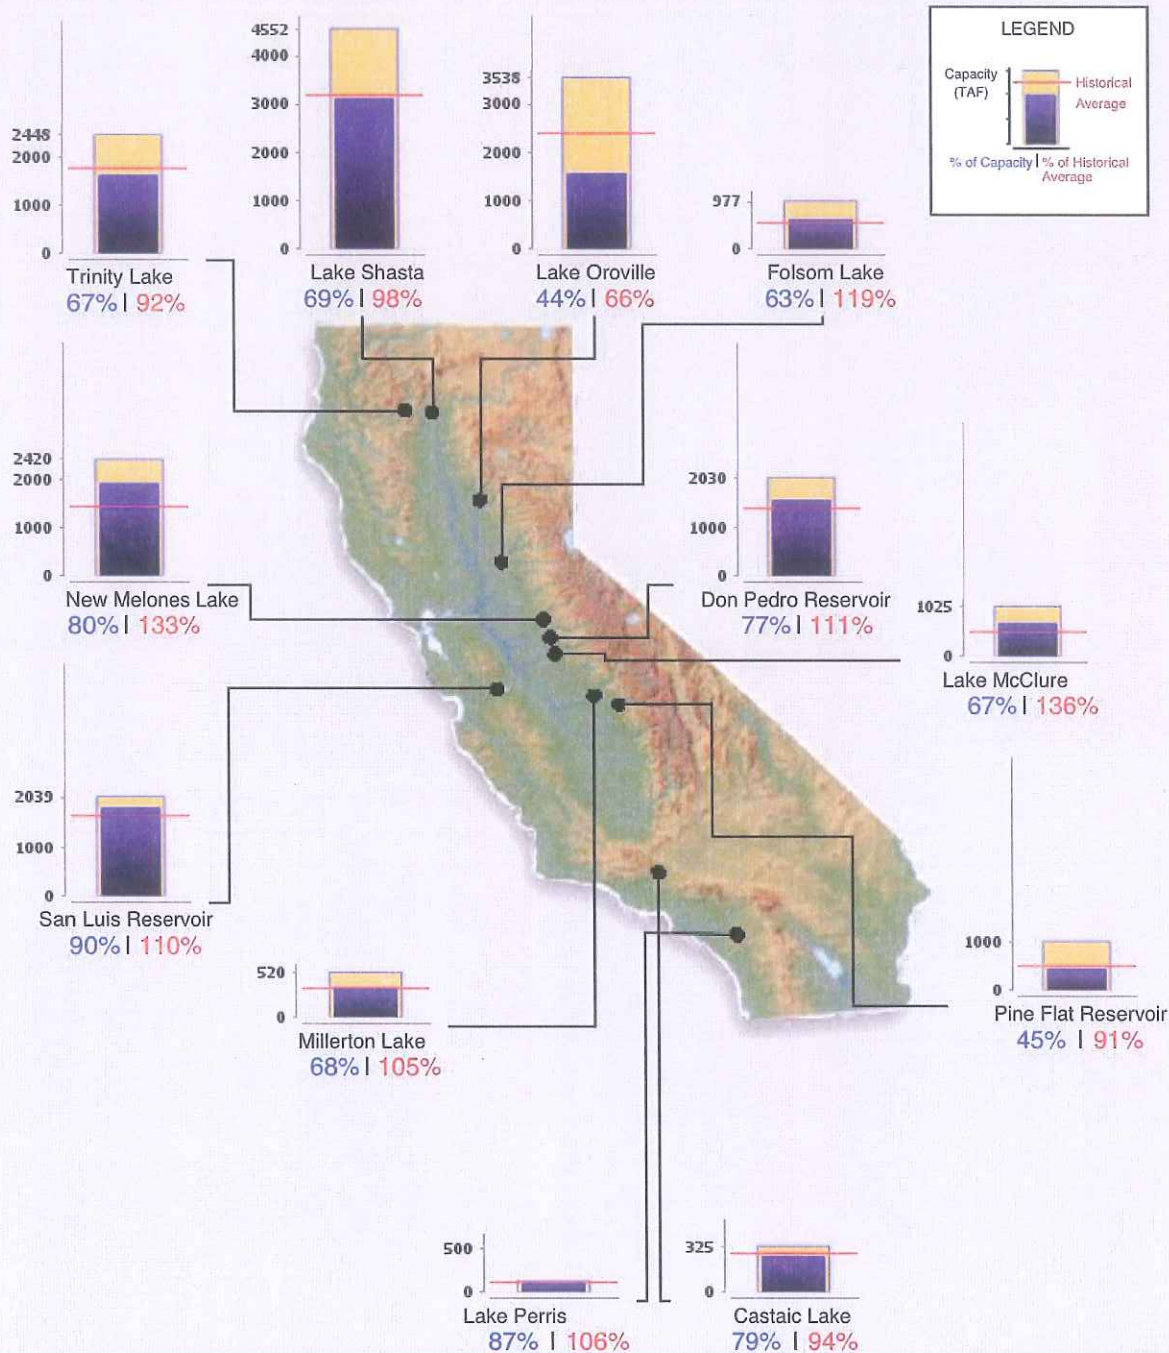 4552
4000
3000
2000
1000
0
Lake Shasta
69% | 98%
3538
3000
2000
1000
0
Lake Oroville
44% | 66%
LEGEND
Capacity
(TAF)
Historical
Average
% of Capacity | % of Historical
Average
2448
2000
1000
0
Trinity Lake
67% | 92%
977
0
Folsom Lake
63% | 119%
2420
2000
1000
0
New Melones Lake
80% | 133%
2030
1000
0
Don Pedro Reservoir
77% | 111%
1025
0
Lake McClure
67% | 136%
2039
1000
0
San Luis Reservoir
90% | 110%
520
0
Millerton Lake
68% | 105%
1000
0
Pine Flat Reservoir
45% | 91%
500
0
Lake Perris
87% | 106%
325
0
Castaic Lake
79% | 94%